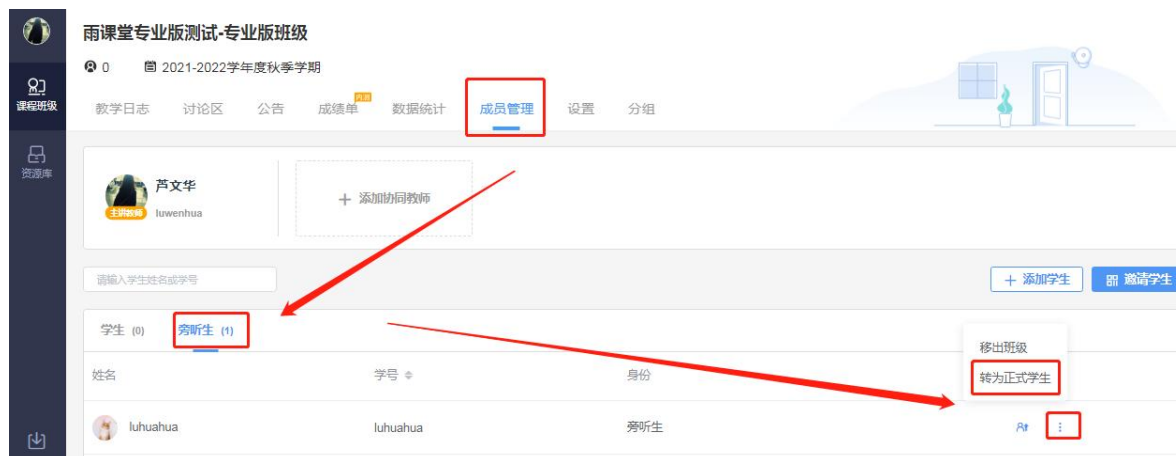 雨课堂专业版测试-专业版班级
0 2021-2022学年度秋季学期
课程班级
教学日志 讨论区 公告 成绩单 数据统计 成员管理 设置 分组
资源库
芦文华
主讲教师 luwenhua
+ 添加协同教师
请输入学生姓名或学号
+ 添加学生 邀请学生
学生 (0) 旁听生 (1)
移出班级
转为正式学生
姓名 学号 身份
luhuahua luhuahua 旁听生